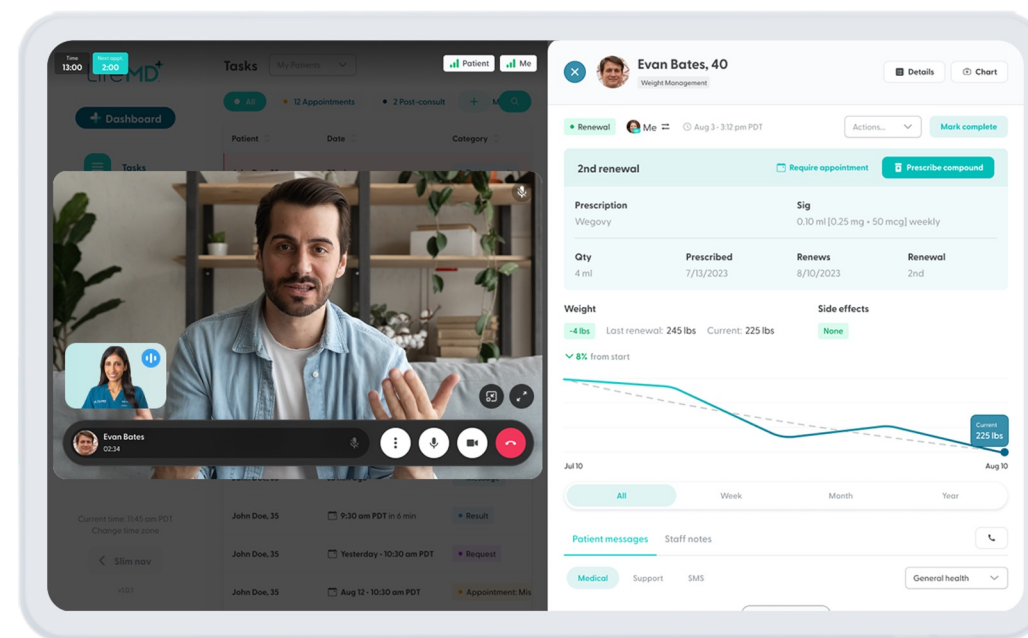 Time
13:00
Next appt
2:00
LifeMD+
Tasks
My Patients
Patient
Me
Dashboard
All
12 Appointments
2 Post-consult
+
Patient
Date
Category
Tasks
Evan Bates
02:34
Message
John Doe, 35
9:30 am PDT in 6 min
Result
Current time: 11:45 am PDT
Change time zone
John Doe, 35
Yesterday - 10:30 am PDT
Request
Slim nav
John Doe, 35
Aug 12 - 10:30 am PDT
Appointment: Mis
Evan Bates, 40
Weight Management
Details
Chart
Renewal
Me
Aug 3 - 3:12 pm PDT
Actions...
Mark complete
2nd renewal
Require appointment
Prescribe compound
Prescription
Wegovy
Sig
0.10 ml [0.25 mg + 50 mcg] weekly
Qty
4 ml
Prescribed
7/13/2023
Renews
8/10/2023
Renewal
2nd
Weight
-4 lbs
Last renewal: 245 lbs
Current: 225 lbs
Side effects
None
8% from start
Current
225 lbs
Jul 10
Aug 10
All
Week
Month
Year
Patient messages
Staff notes
Medical
Support
SMS
General health